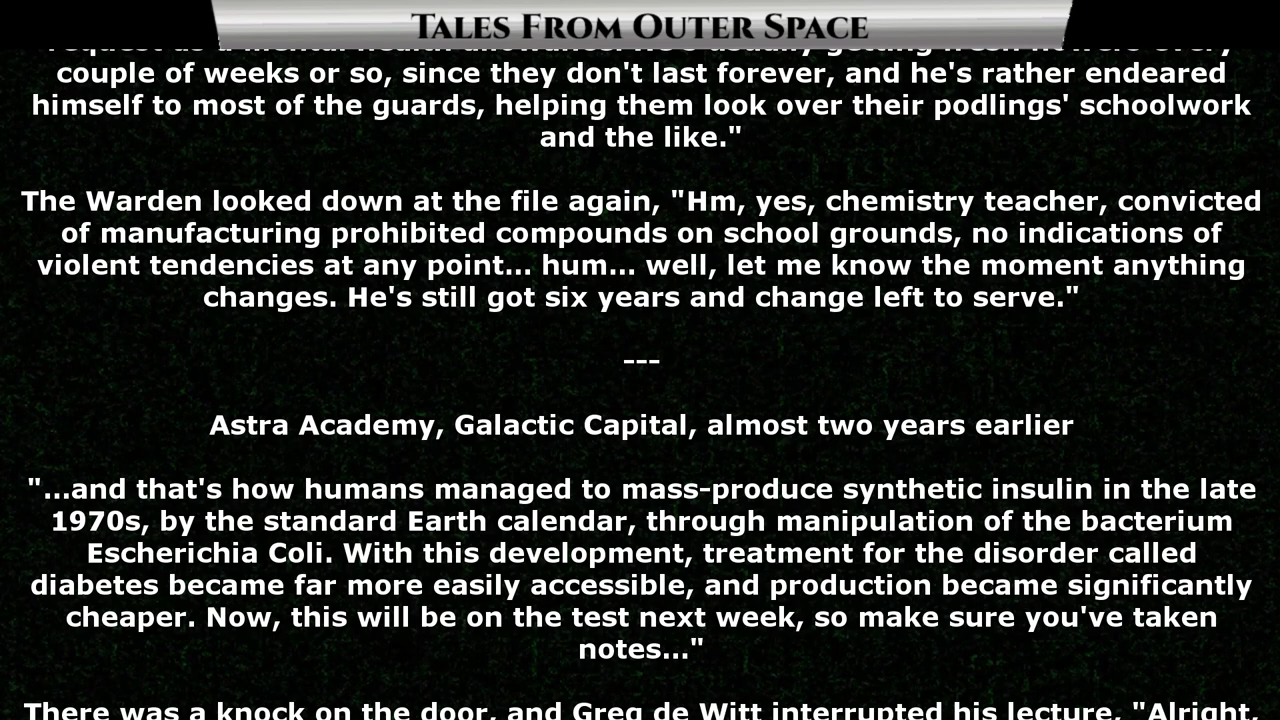 Tales From Outer Space
couple of weeks or so, since they don't last forever, and he's rather endeared
himself to most of the guards, helping them look over their podlings' schoolwork
and the like."
The Warden looked down at the file again, "Hm, yes, chemistry teacher, convicted
of manufacturing prohibited compounds on school grounds, no indications of
violent tendencies at any point... hum... well, let me know the moment anything
changes. He's still got six years and change left to serve."
---
Astra Academy, Galactic Capital, almost two years earlier
"...and that's how humans managed to mass-produce synthetic insulin in the late
1970s, by the standard Earth calendar, through manipulation of the bacterium
Escherichia Coli. With this development, treatment for the disorder called
diabetes became far more easily accessible, and production became significantly
cheaper. Now, this will be on the test next week, so make sure you've taken
notes..."
There was a knock on the door, and Greg de Witt interrupted his lecture, "Alright,